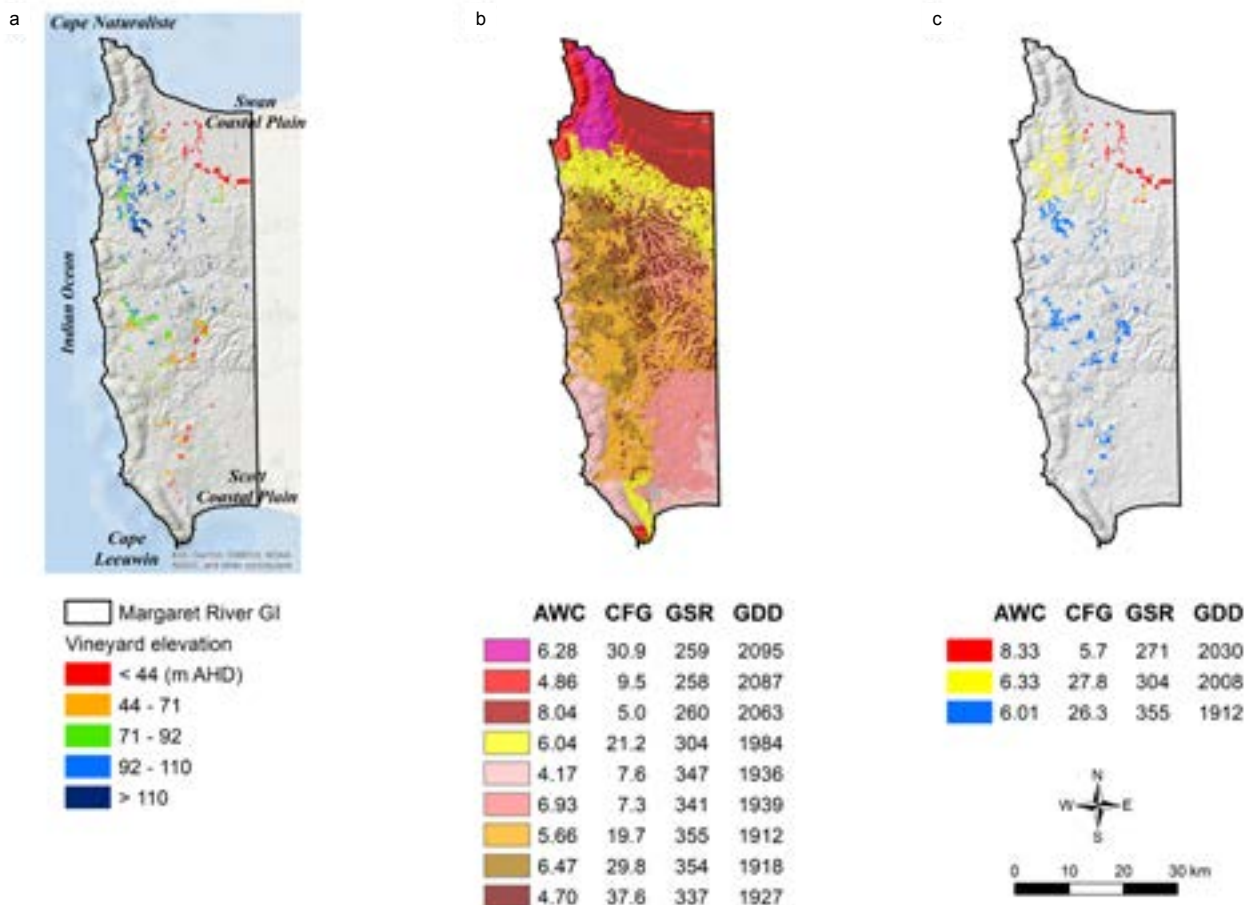 a
Cape Naturaliste
Swan
Coastal Plain
Indian Ocean
Scott
Coastal Plain
Cape
Leeuwin
and other contributors
Margaret River GI
Vineyard elevation
< 44 (m AHD)
44 - 71
71 - 92
92 - 110
> 110
b
AWC CFG GSR GDD
6.28 30.9 259 2095
4.86 9.5 258 2087
8.04 5.0 260 2063
6.04 21.2 304 1984
4.17 7.6 347 1936
6.93 7.3 341 1939
5.66 19.7 355 1912
6.47 29.8 354 1918
4.70 37.6 337 1927
c
AWC CFG GSR GDD
8.33 5.7 271 2030
6.33 27.8 304 2008
6.01 26.3 355 1912
N
W E
S
0 10 20 30 km